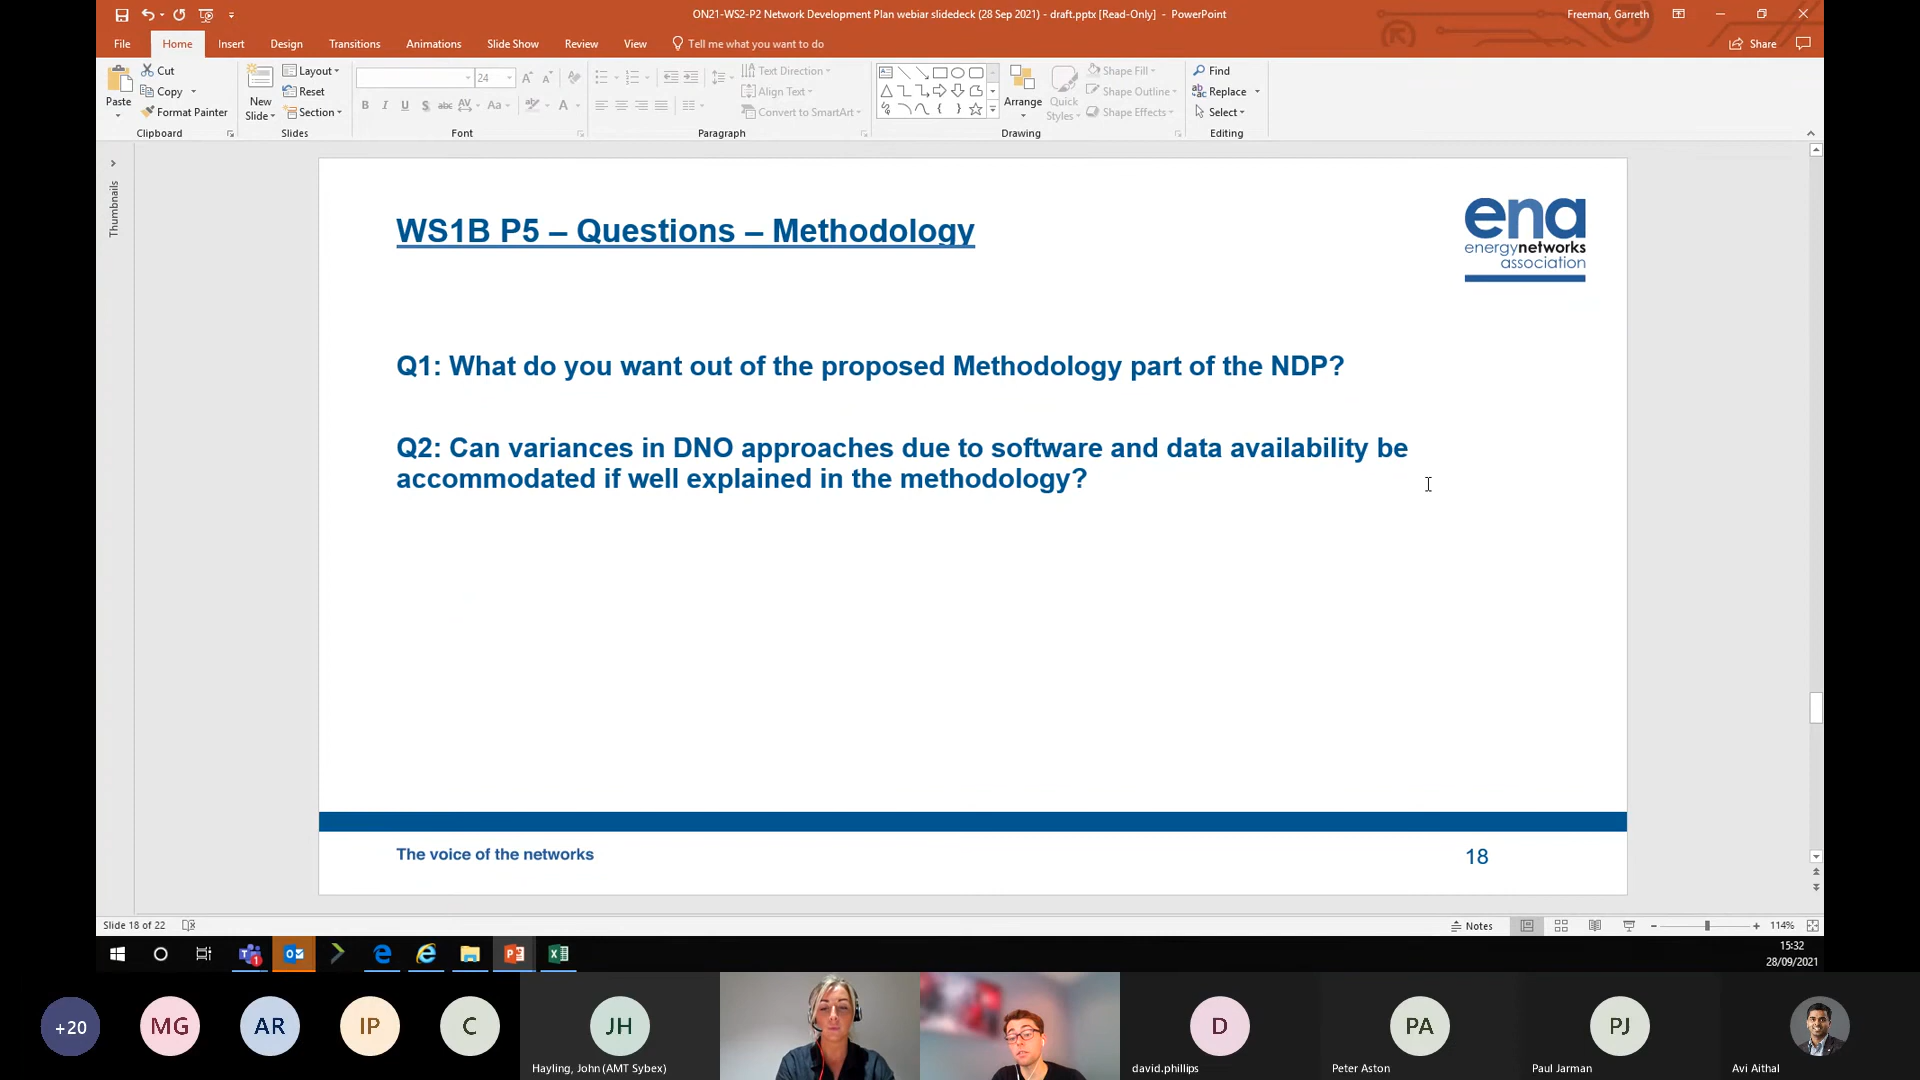 ON21-WS2-P2 Network Development Plan webiar slidedeck (28 Sep 2021) - draft.pptx [Read-Only] - PowerPoint
Freeman, Garreth
File
Home
Insert
Design
Transitions
Animations
Slide Show
Review
View
Tell me what you want to do
Share
Paste
Cut
Copy
Format Painter
Clipboard
New
Slide
Layout
Reset
Section
Slides
24
Font
Text Direction
Align Text
Convert to SmartArt
Paragraph
Arrange
Quick
Styles
Shape Fill
Shape Outline
Shape Effects
Drawing
Find
Replace
Select
Editing
Thumbnails
WS1B P5 – Questions – Methodology
ena
energynetworks
association
Q1: What do you want out of the proposed Methodology part of the NDP?
Q2: Can variances in DNO approaches due to software and data availability be
accommodated if well explained in the methodology?
The voice of the networks
18
Slide 18 of 22
Notes
114%
15:32
28/09/2021
+20
MG
AR
IP
C
JH
Hayling, John (AMT Sybex)
D
david.phillips
PA
Peter Aston
PJ
Paul Jarman
Avi Aithal